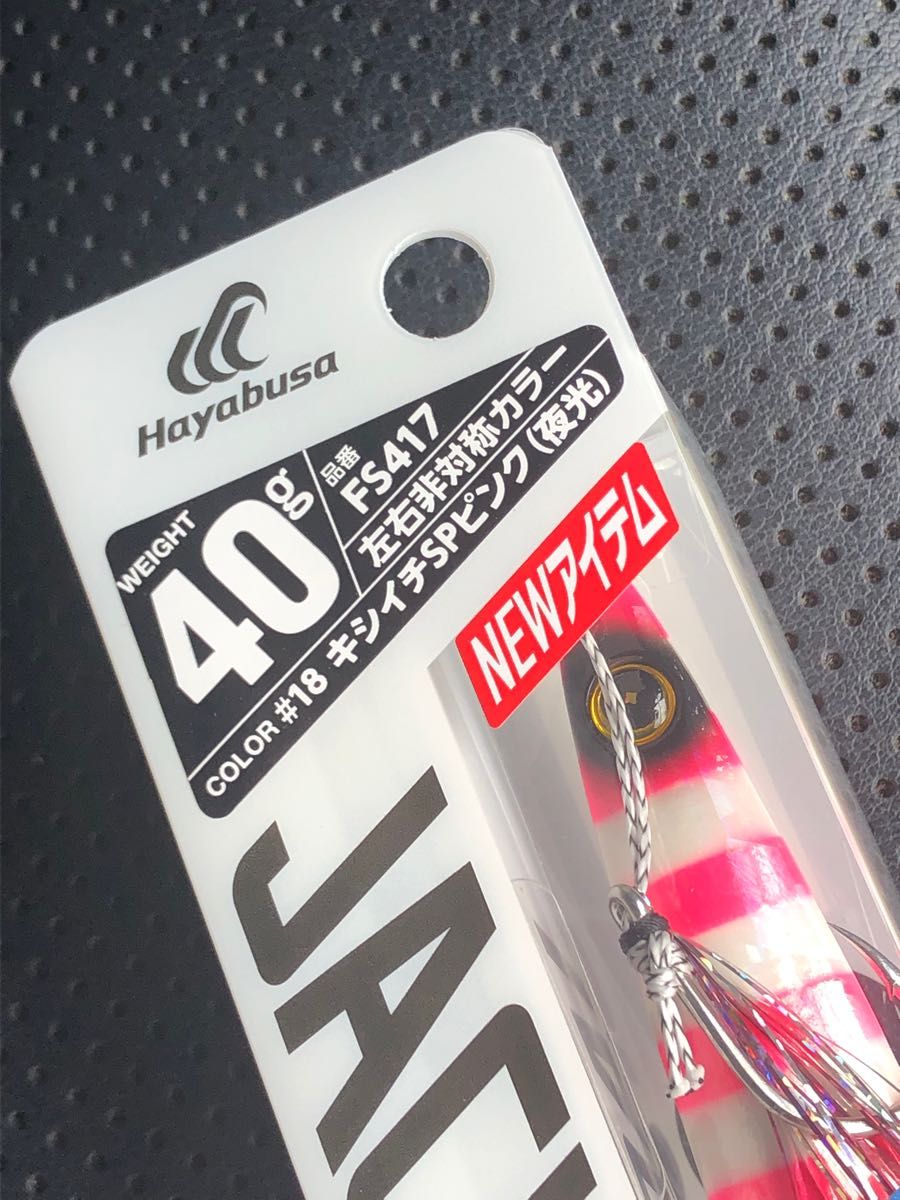 Hayabusa
WEIGHT
40g
品番
FS417
左右非対称カラー
COLOR #18 キシイチSPピンク(夜光)
NEWアイテム
JAC